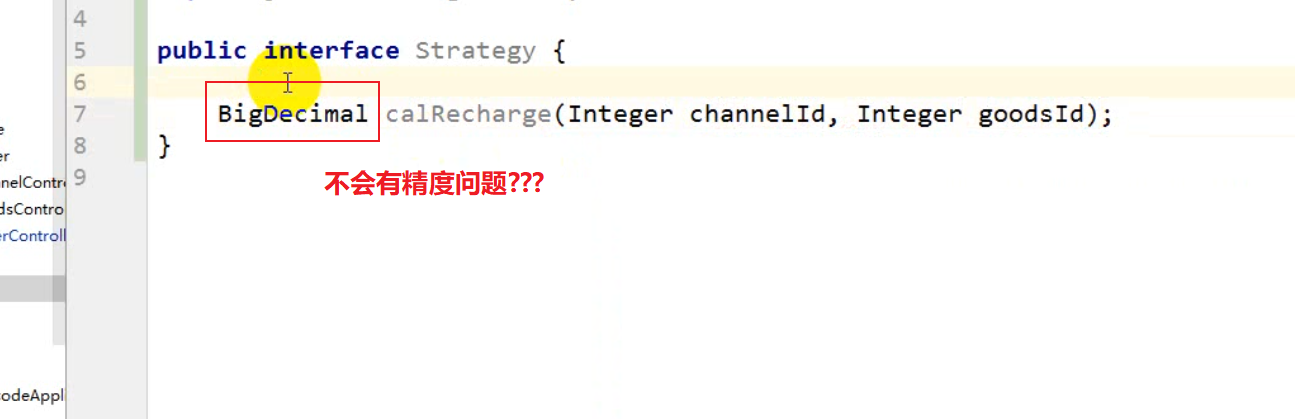 4
5 public interface Strategy {
6
7 BigDecimal calRecharge(Integer channelId, Integer goodsId);
8 }
9
不会有精度问题???
e
er
nelContr
dsContro
erControll
codeAppl